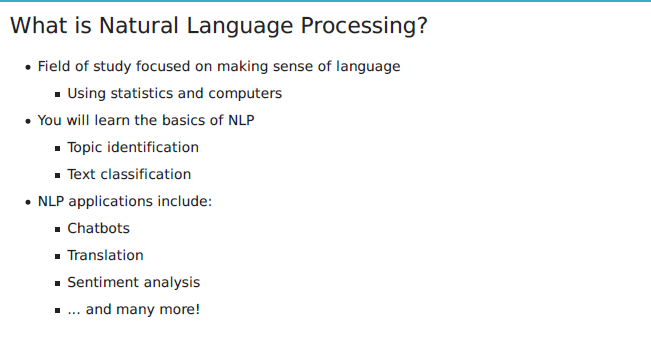 What is Natural Language Processing?
• Field of study focused on making sense of language
▪ Using statistics and computers
• You will learn the basics of NLP
▪ Topic identification
▪ Text classification
• NLP applications include:
▪ Chatbots
▪ Translation
▪ Sentiment analysis
▪ ... and many more!